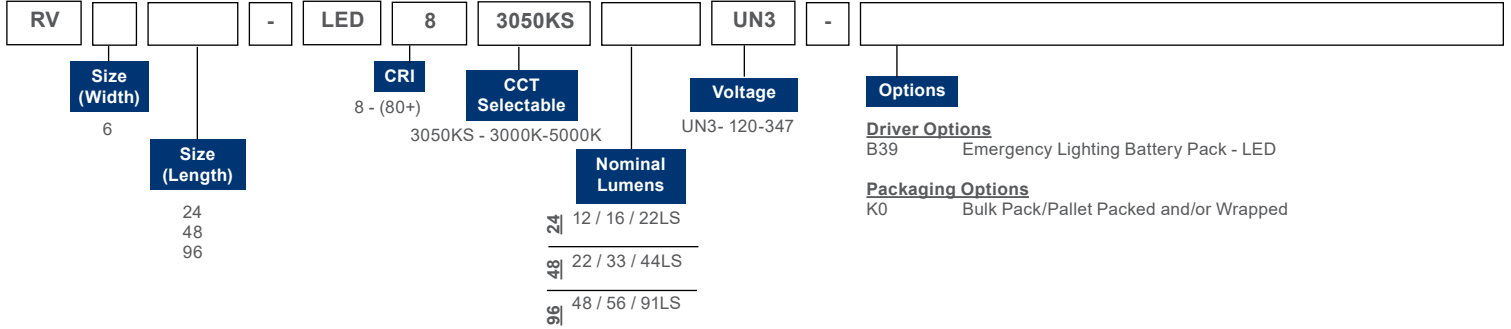 RV - LED 8 3050KS UN3 -
Size
(Width)
6
Size
(Length)
24
48
96
CRI
8 - (80+)
CCT
Selectable
3050KS - 3000K-5000K
Nominal
Lumens
24 12 / 16 / 22LS
48 22 / 33 / 44LS
96 48 / 56 / 91LS
Voltage
UN3- 120-347
Options
Driver Options
B39 Emergency Lighting Battery Pack - LED
Packaging Options
K0 Bulk Pack/Pallet Packed and/or Wrapped